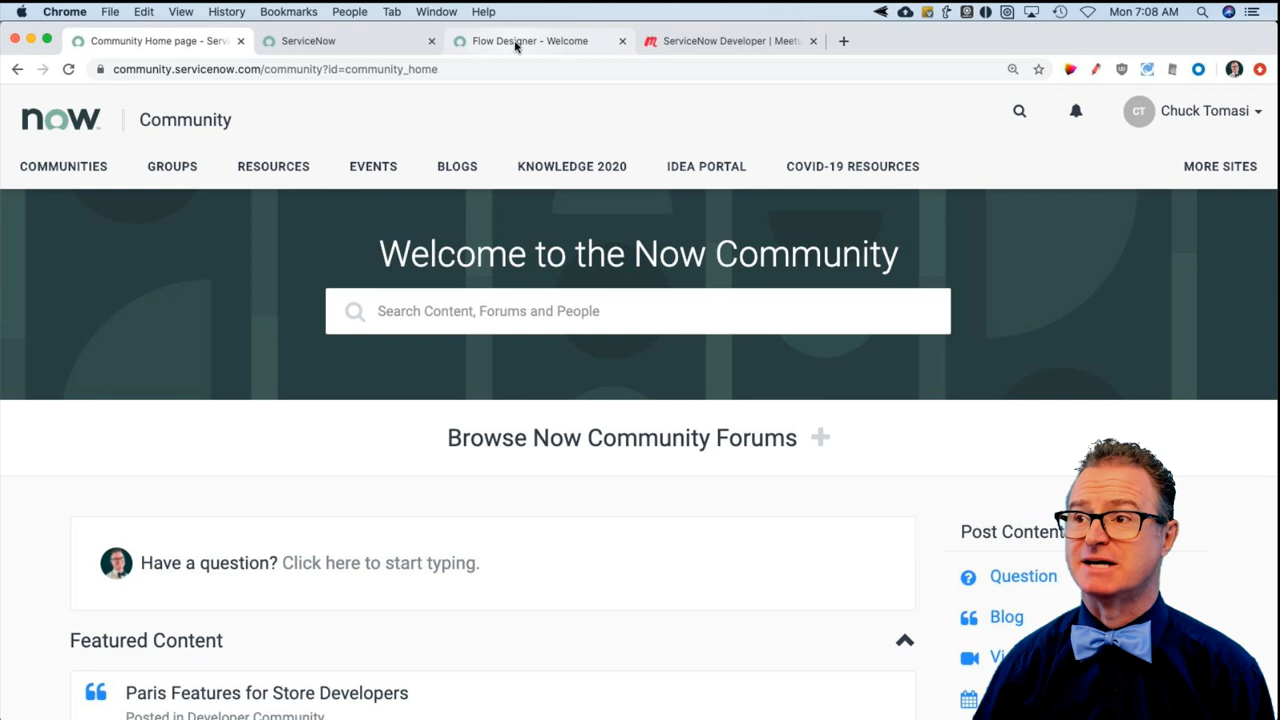 Chrome File Edit View History Bookmarks People Tab Window Help Mon 7:08 AM
Community Home page - Servi ServiceNow Flow Designer - Welcome ServiceNow Developer | Meetu
community.servicenow.com/community?id=community_home
now Community CT Chuck Tomasi
COMMUNITIES GROUPS RESOURCES EVENTS BLOGS KNOWLEDGE 2020 IDEA PORTAL COVID-19 RESOURCES MORE SITES
Welcome to the Now Community
Search Content, Forums and People
Browse Now Community Forums
Have a question? Click here to start typing.
Post Content
Question
Blog
Vi
Featured Content
Paris Features for Store Developers
Posted in Developer Community